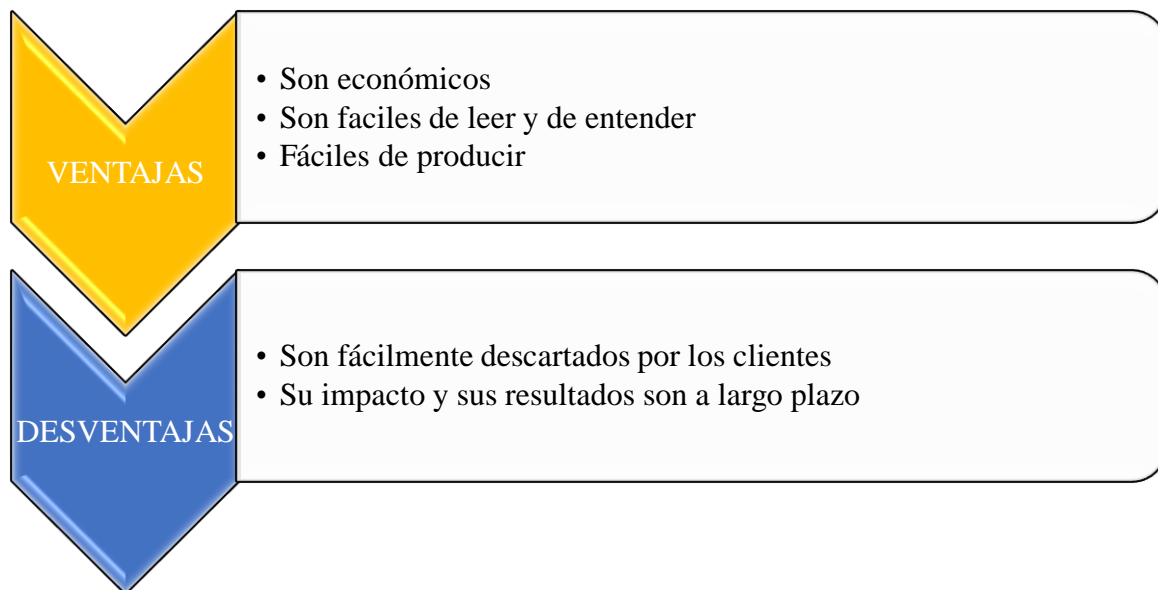 VENTAJAS
• Son económicos
• Son faciles de leer y de entender
• Fáciles de producir
DESVENTAJAS
• Son fácilmente descartados por los clientes
• Su impacto y sus resultados son a largo plazo